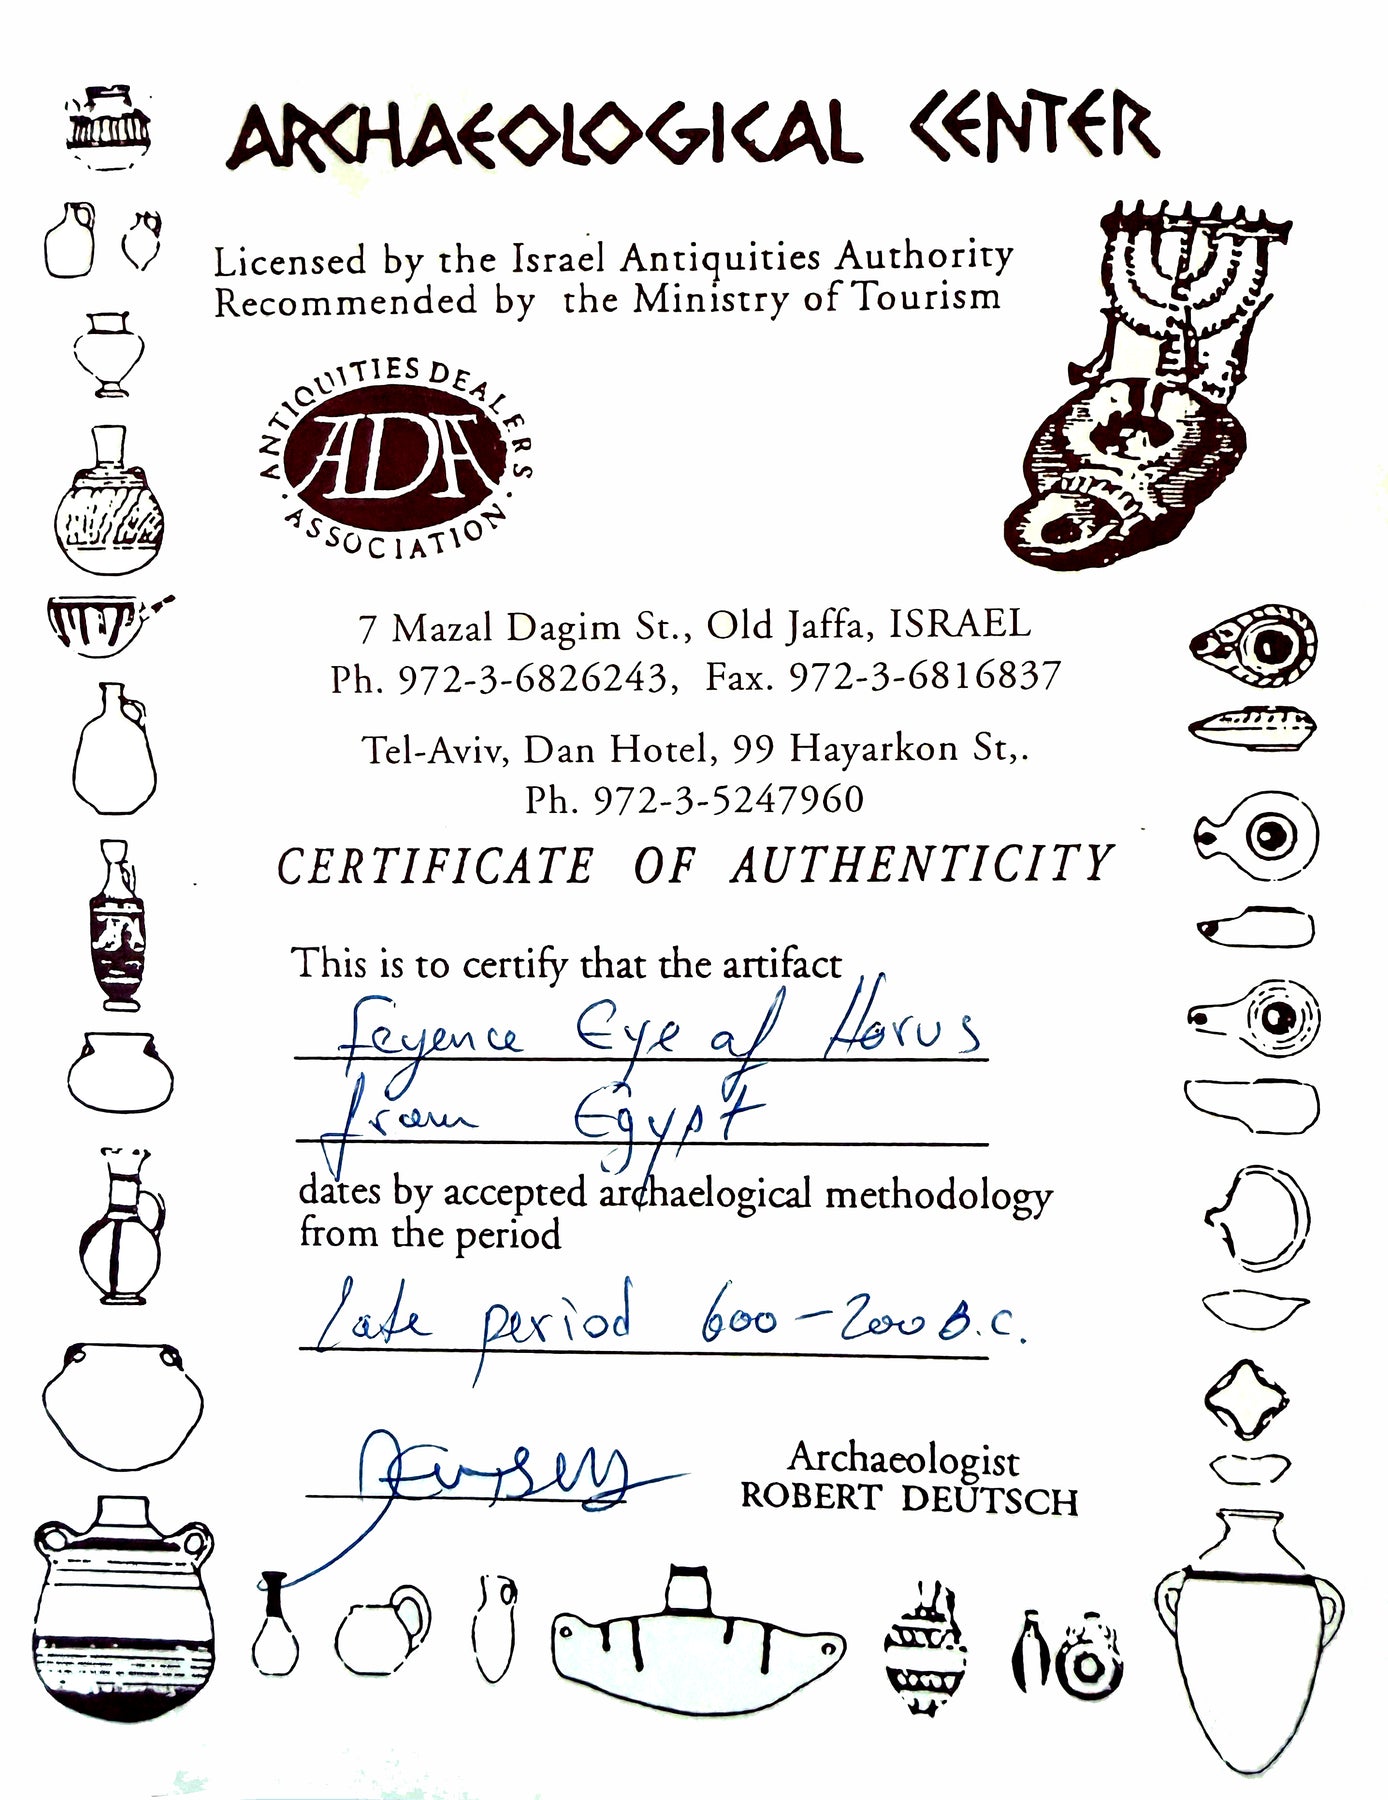 ARCHAEOLOGICAL CENTER
Licensed by the Israel Antiquities Authority
Recommended by the Ministry of Tourism
ANTIQUITIES DEALERS
ADA
ASSOCIATION
7 Mazal Dagim St., Old Jaffa, ISRAEL
Ph. 972-3-6826243, Fax. 972-3-6816837
Tel-Aviv, Dan Hotel, 99 Hayarkon St,.
Ph. 972-3-5247960
CERTIFICATE OF AUTHENTICITY
This is to certify that the artifact
feyence Eye of Horus
from Egypt
dates by accepted archaelogical methodology
from the period
late period 600-200 B.C.
Archaeologist
ROBERT DEUTSCH